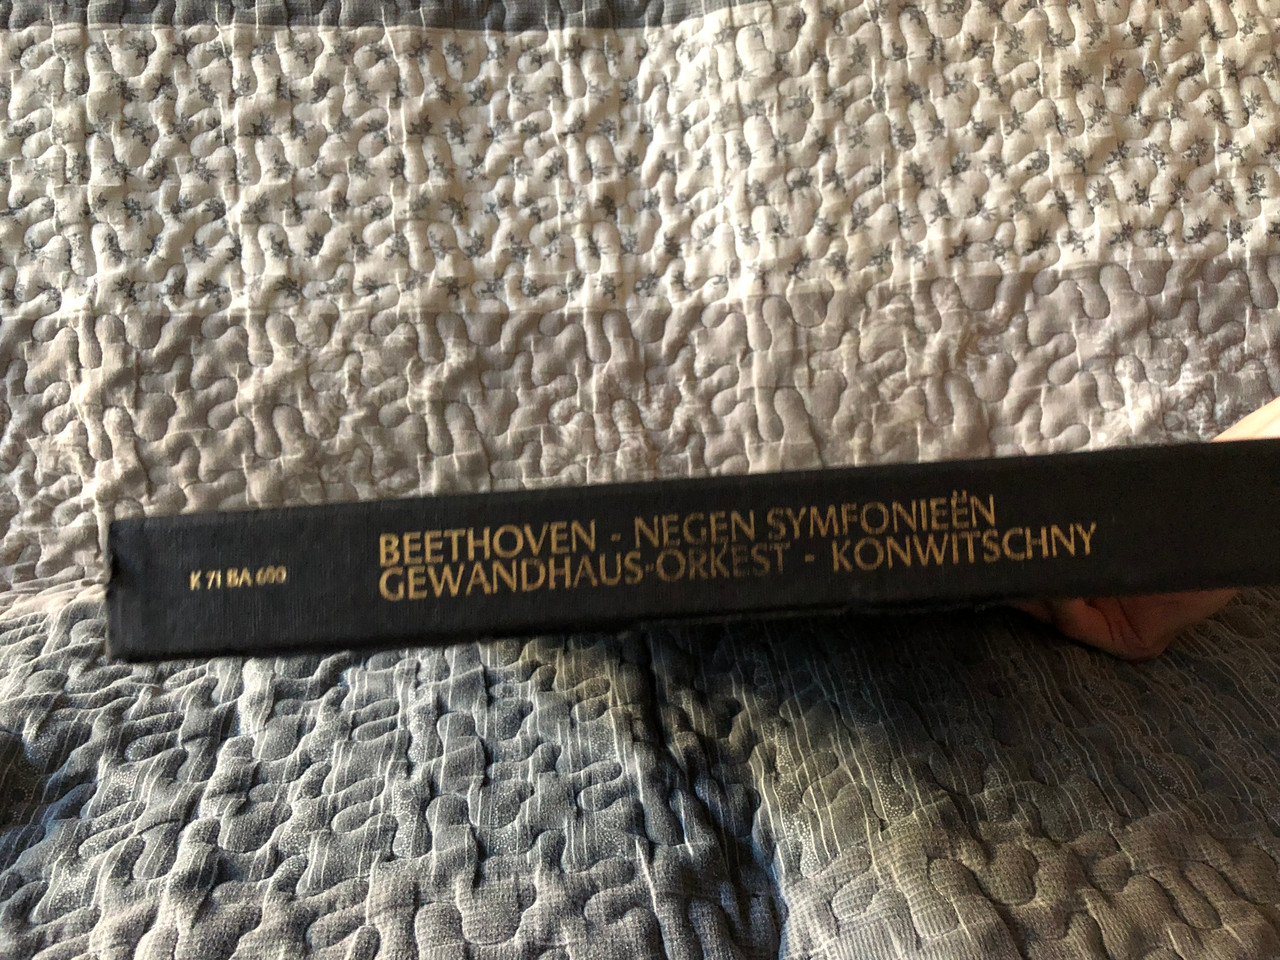 K 71 BA 600
BEETHOVEN - NEGEN SYMFONIEËN
GEWANDHAUS-ORKEST - KONWITSCHNY